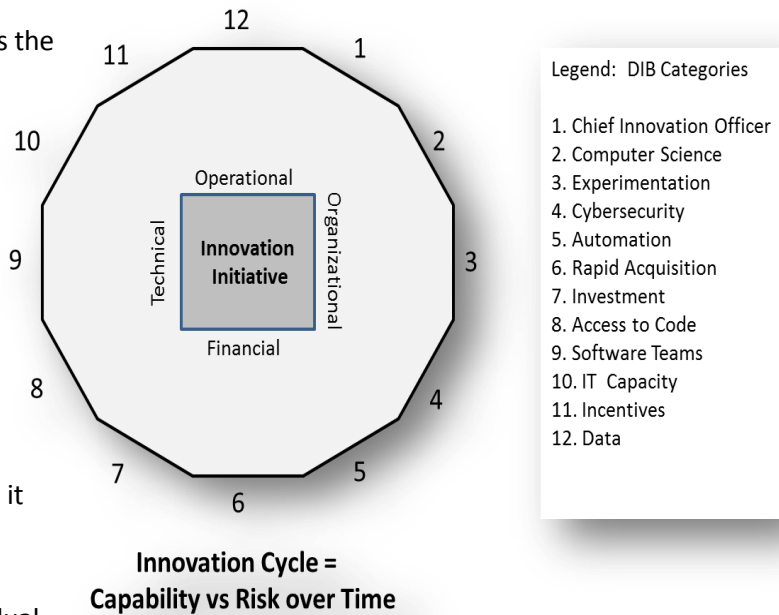 s the
12
11
1
10
2
9
3
8
4
7
5
6
Operational
Technical
Organizational
Innovation
Initiative
Financial
it
Innovation Cycle =
Capability vs Risk over Time
Legend: DIB Categories
1. Chief Innovation Officer
2. Computer Science
3. Experimentation
4. Cybersecurity
5. Automation
6. Rapid Acquisition
7. Investment
8. Access to Code
9. Software Teams
10. IT Capacity
11. Incentives
12. Data